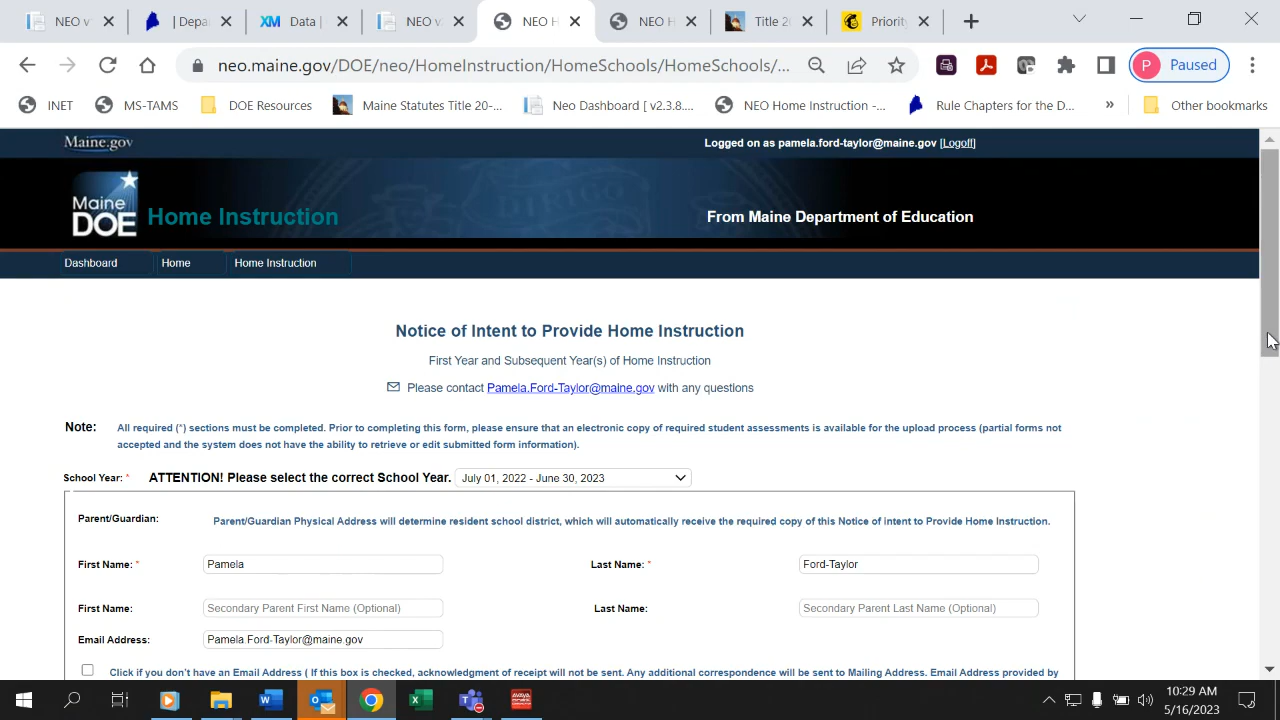 NEO v
| Depa
XM Data |
NEO v.
NEO H
NEO H
Title 2
Priority
neo.maine.gov/DOE/neo/HomeInstruction/HomeSchools/HomeSchools/...
P Paused
INET
MS-TAMS
DOE Resources
Maine Statutes Title 20-...
Neo Dashboard [ v2.3.8....
NEO Home Instruction -...
Rule Chapters for the D...
»
Other bookmarks
Maine.gov
Logged on as pamela.ford-taylor@maine.gov [Logoff]
Maine
DOE
Home Instruction
From Maine Department of Education
Dashboard
Home
Home Instruction
Notice of Intent to Provide Home Instruction
First Year and Subsequent Year(s) of Home Instruction
Please contact Pamela.Ford-Taylor@maine.gov with any questions
Note: All required (*) sections must be completed. Prior to completing this form, please ensure that an electronic copy of required student assessments is available for the upload process (partial forms not
accepted and the system does not have the ability to retrieve or edit submitted form information).
School Year: * ATTENTION! Please select the correct School Year. July 01, 2022 - June 30, 2023
Parent/Guardian: Parent/Guardian Physical Address will determine resident school district, which will automatically receive the required copy of this Notice of intent to Provide Home Instruction.
First Name: * Pamela Last Name: * Ford-Taylor
First Name: Secondary Parent First Name (Optional) Last Name: Secondary Parent Last Name (Optional)
Email Address: Pamela.Ford-Taylor@maine.gov
Click if you don't have an Email Address ( If this box is checked, acknowledgment of receipt will not be sent. Any additional correspondence will be sent to Mailing Address. Email Address provided by
10:29 AM
5/16/2023